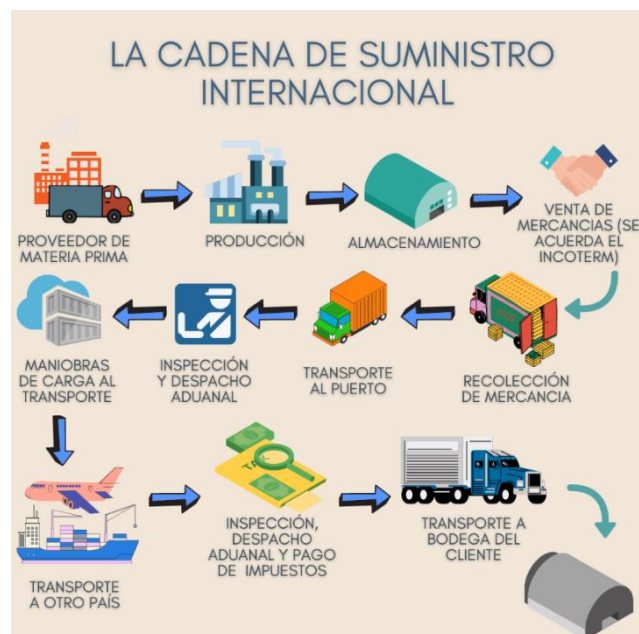 LA CADENA DE SUMINISTRO
INTERNACIONAL
PROVEEDOR DE
MATERIA PRIMA
PRODUCCIÓN
ALMACENAMIENTO
VENTA DE
MERCANCIAS (SE
ACUERDA EL
INCOTERM)
MANIOBRAS
DE CARGA AL
TRANSPORTE
INSPECCIÓN
Y DESPACHO
ADUANAL
TRANSPORTE
AL PUERTO
RECOLECCIÓN
DE MERCANCIA
TRANSPORTE
A OTRO PAÍS
INSPECCIÓN,
DESPACHO
ADUANAL Y PAGO
DE IMPUESTOS
TRANSPORTE A
BODEGA DEL
CLIENTE